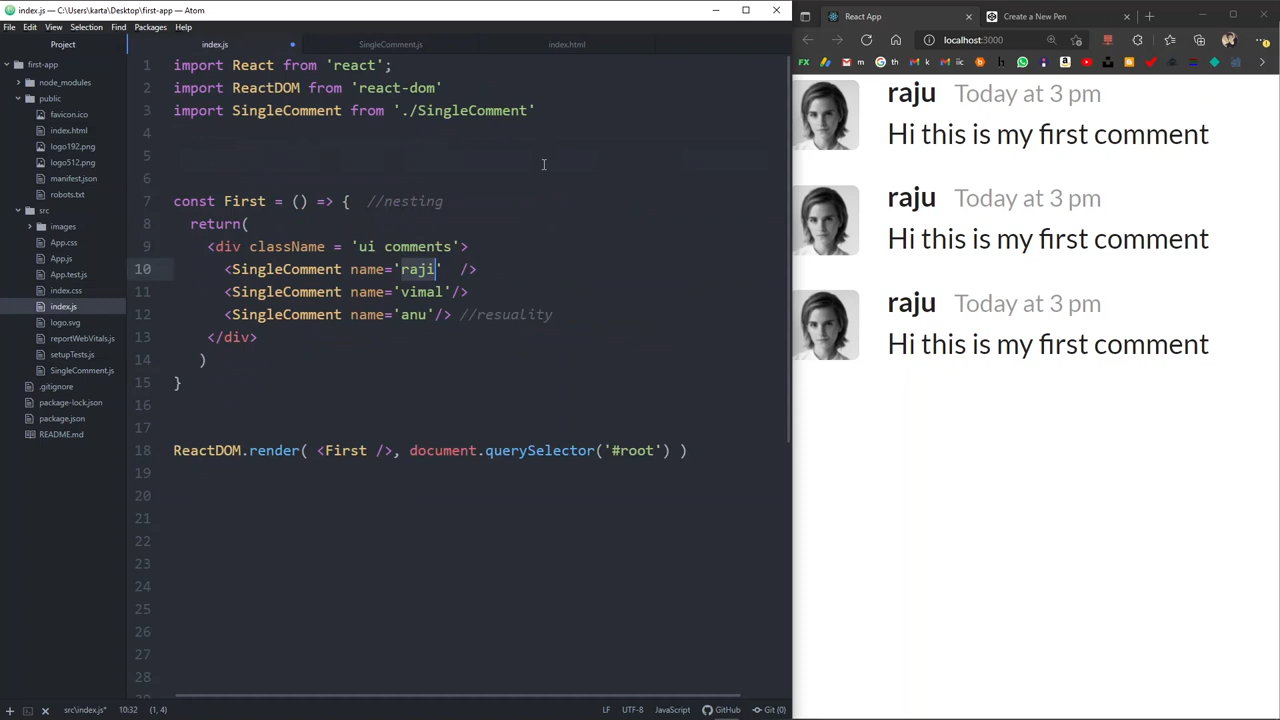 index.js — C:\Users\karta\Desktop\first-app — Atom
File Edit View Selection Find Packages Help
Project
first-app
node_modules
public
favicon.ico
index.html
logo192.png
logo512.png
manifest.json
robots.txt
src
images
App.css
App.js
App.test.js
index.css
index.js
logo.svg
reportWebVitals.js
setupTests.js
SingleComment.js
.gitignore
package-lock.json
package.json
README.md
index.js SingleComment.js index.html
1 import React from 'react';
2 import ReactDOM from 'react-dom'
3 import SingleComment from './SingleComment'
4
5
6
7 const First = () => { //nesting
8 return(
9 <div className = 'ui comments'>
10 <SingleComment name='raji' />
11 <SingleComment name='vimal'/>
12 <SingleComment name='anu'/> //resuality
13 </div>
14 )
15 }
16
17
18 ReactDOM.render( <First />, document.querySelector('#root') )
19
20
21
22
23
24
25
26
27
28
src\index.js* 10:32 (1, 4) LF UTF-8 JavaScript GitHub Git (0)
React App Create a New Pen
localhost:3000
FX m th k iic h
raju Today at 3 pm
Hi this is my first comment
raju Today at 3 pm
Hi this is my first comment
raju Today at 3 pm
Hi this is my first comment